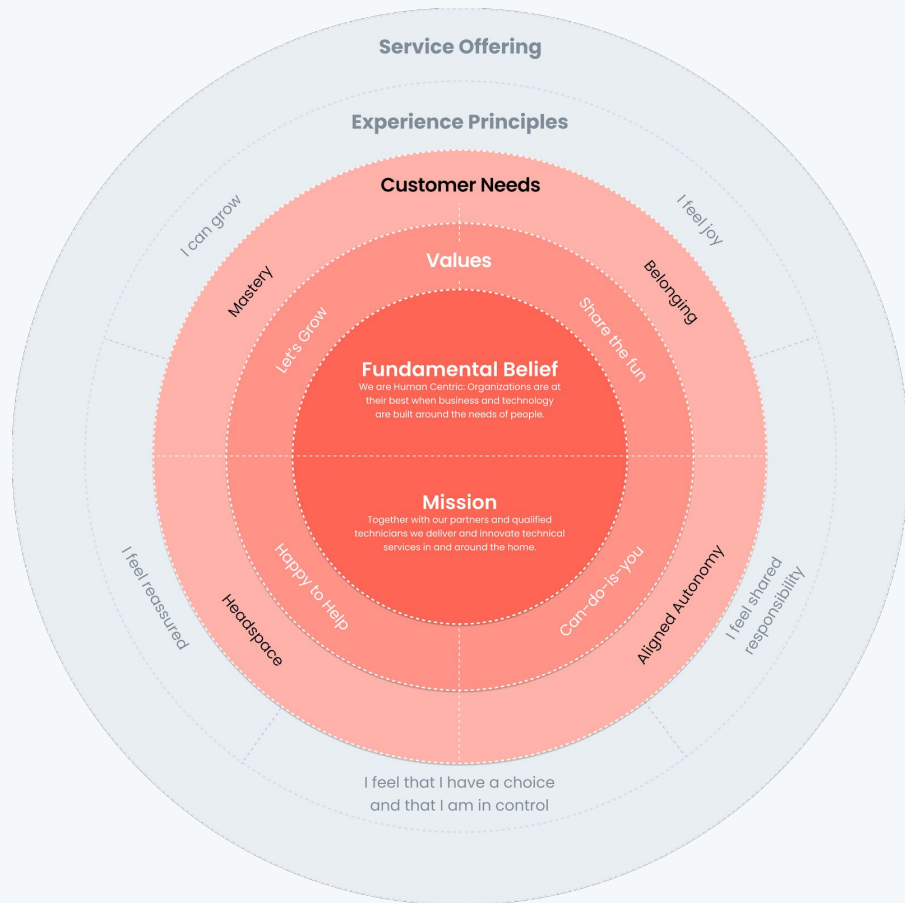 Service Offering
Experience Principles
Customer Needs
Values
I can grow
I feel joy
Mastery
Belonging
Let's Grow
Share the fun
Fundamental Belief
We are Human Centric: Organizations are at
their best when business and technology
are built around the needs of people.
Mission
Together with our partners and qualified
technicians we deliver and innovate technical
services in and around the home.
Happy to Help
Can-do-is-you
Headspace
Aligned Autonomy
I feel reassured
I feel shared
responsibility
I feel that I have a choice
and that I am in control